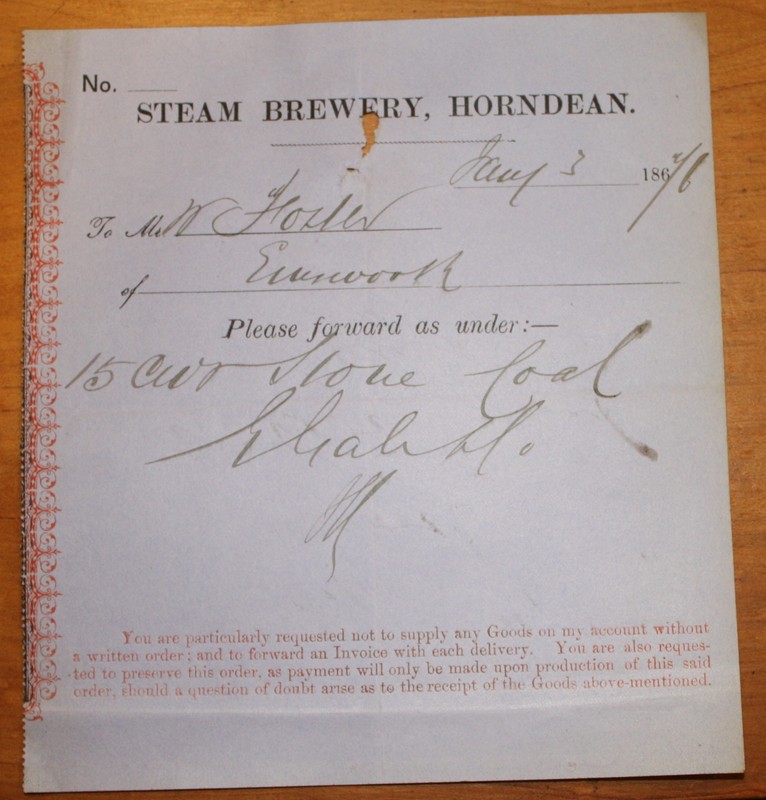 No.
STEAM BREWERY, HORNDEAN.
Jany 3 1867/6
To Mr W Foster
of Emsworth
Please forward as under:—
15 Cwt Stone Coal
G Gale & Co.
You are particularly requested not to supply any Goods on my account without
a written order; and to forward an Invoice with each delivery. You are also reques-
ted to preserve this order, as payment will only be made upon production of this said
order, should a question of doubt arise as to the receipt of the Goods above-mentioned.